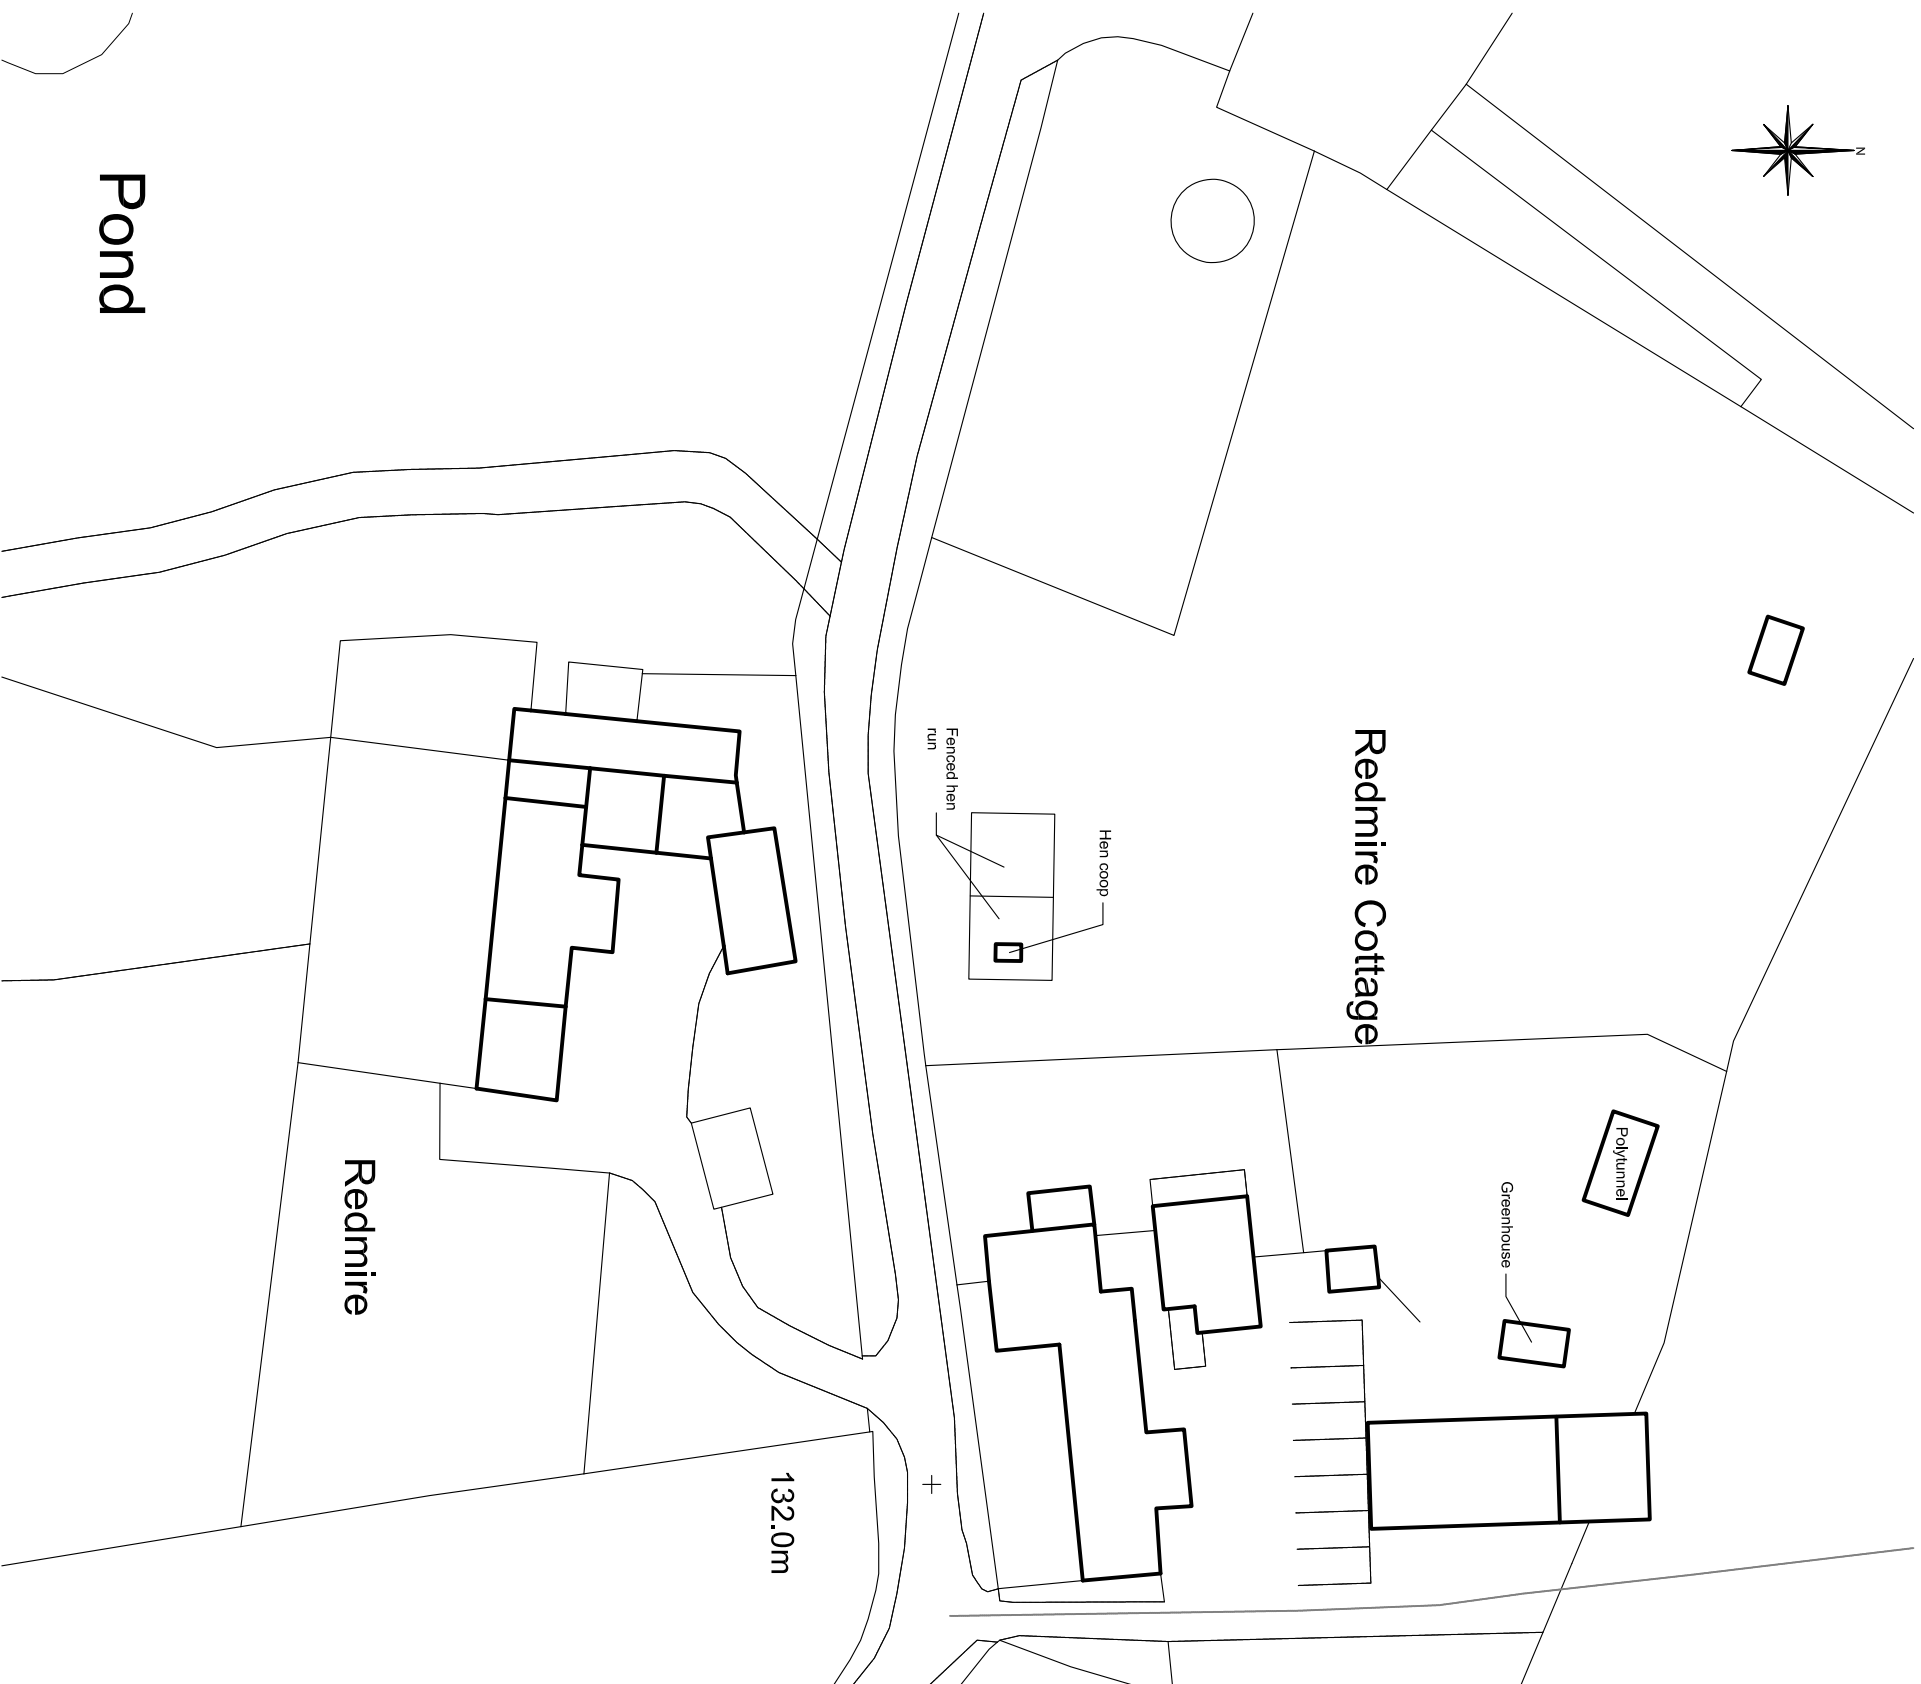 N
Pond
Redmire Cottage
Fenced hen
run
Hen coop
Polytunnel
Greenhouse
Redmire
132.0m